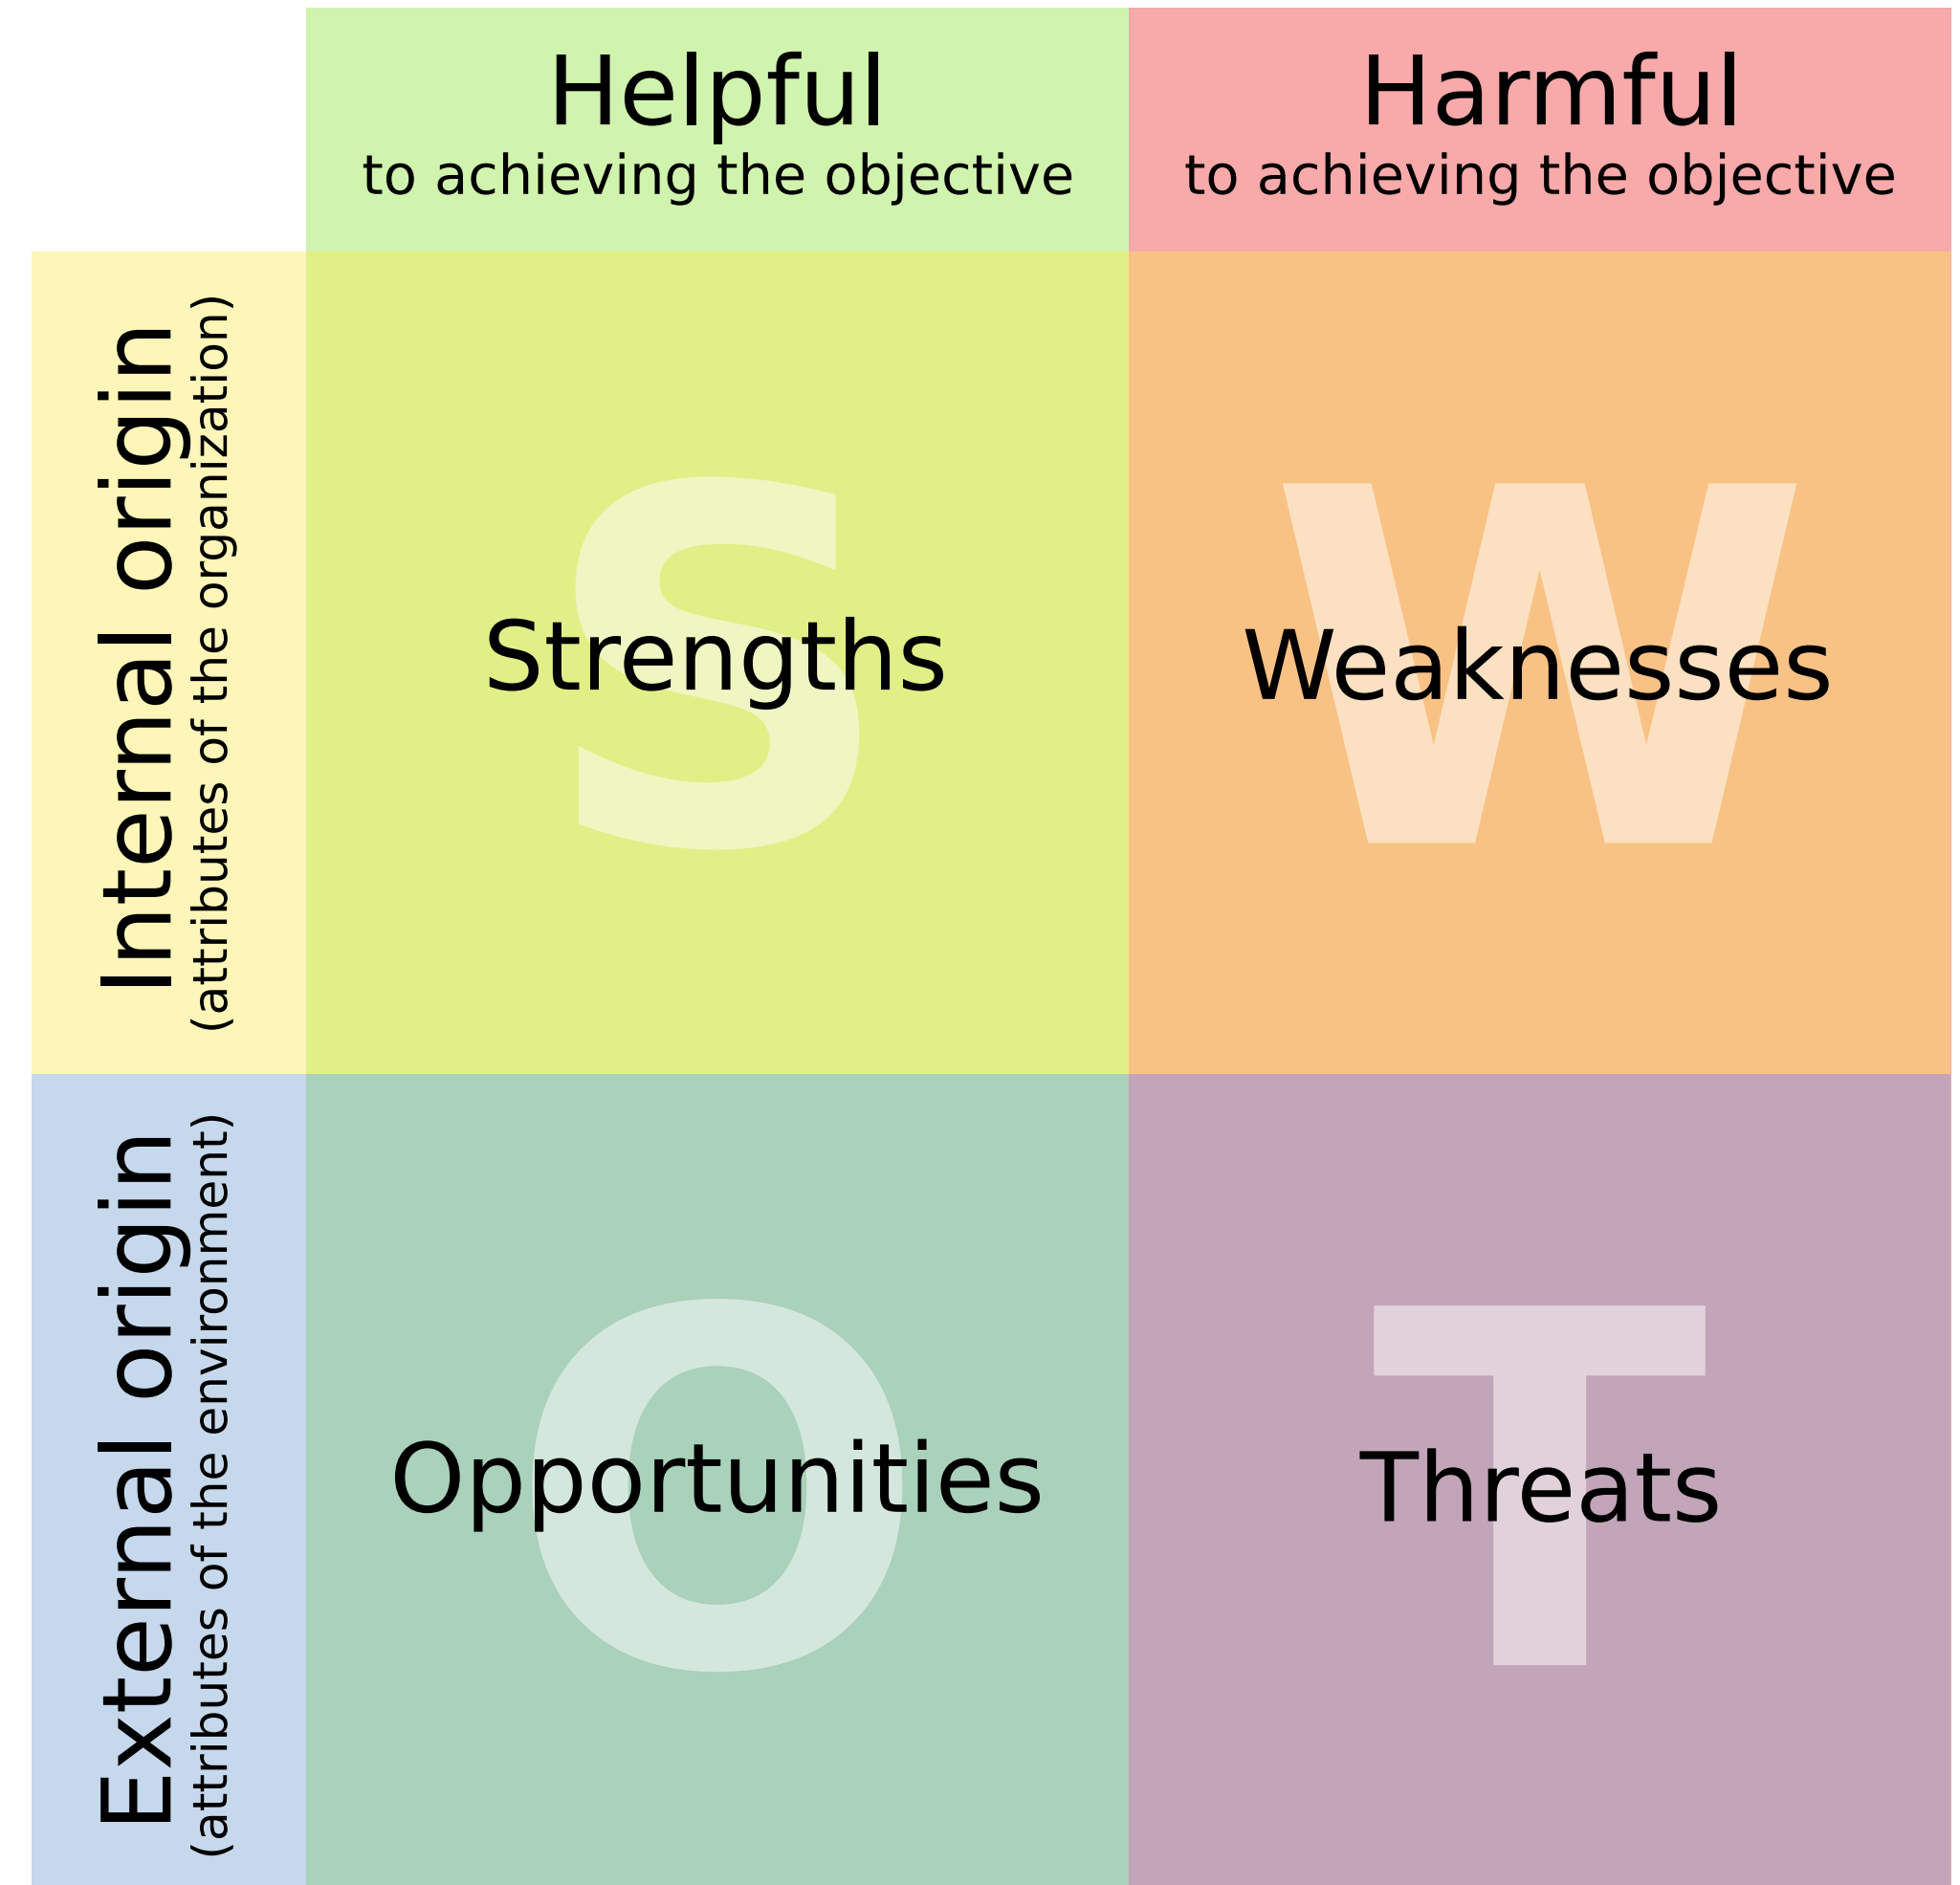 Helpful
to achieving the objective
Harmful
to achieving the objective
Internal origin
(attributes of the organization)
S
Strengths
W
Weaknesses
External origin
(attributes of the environment)
O
Opportunities
T
Threats